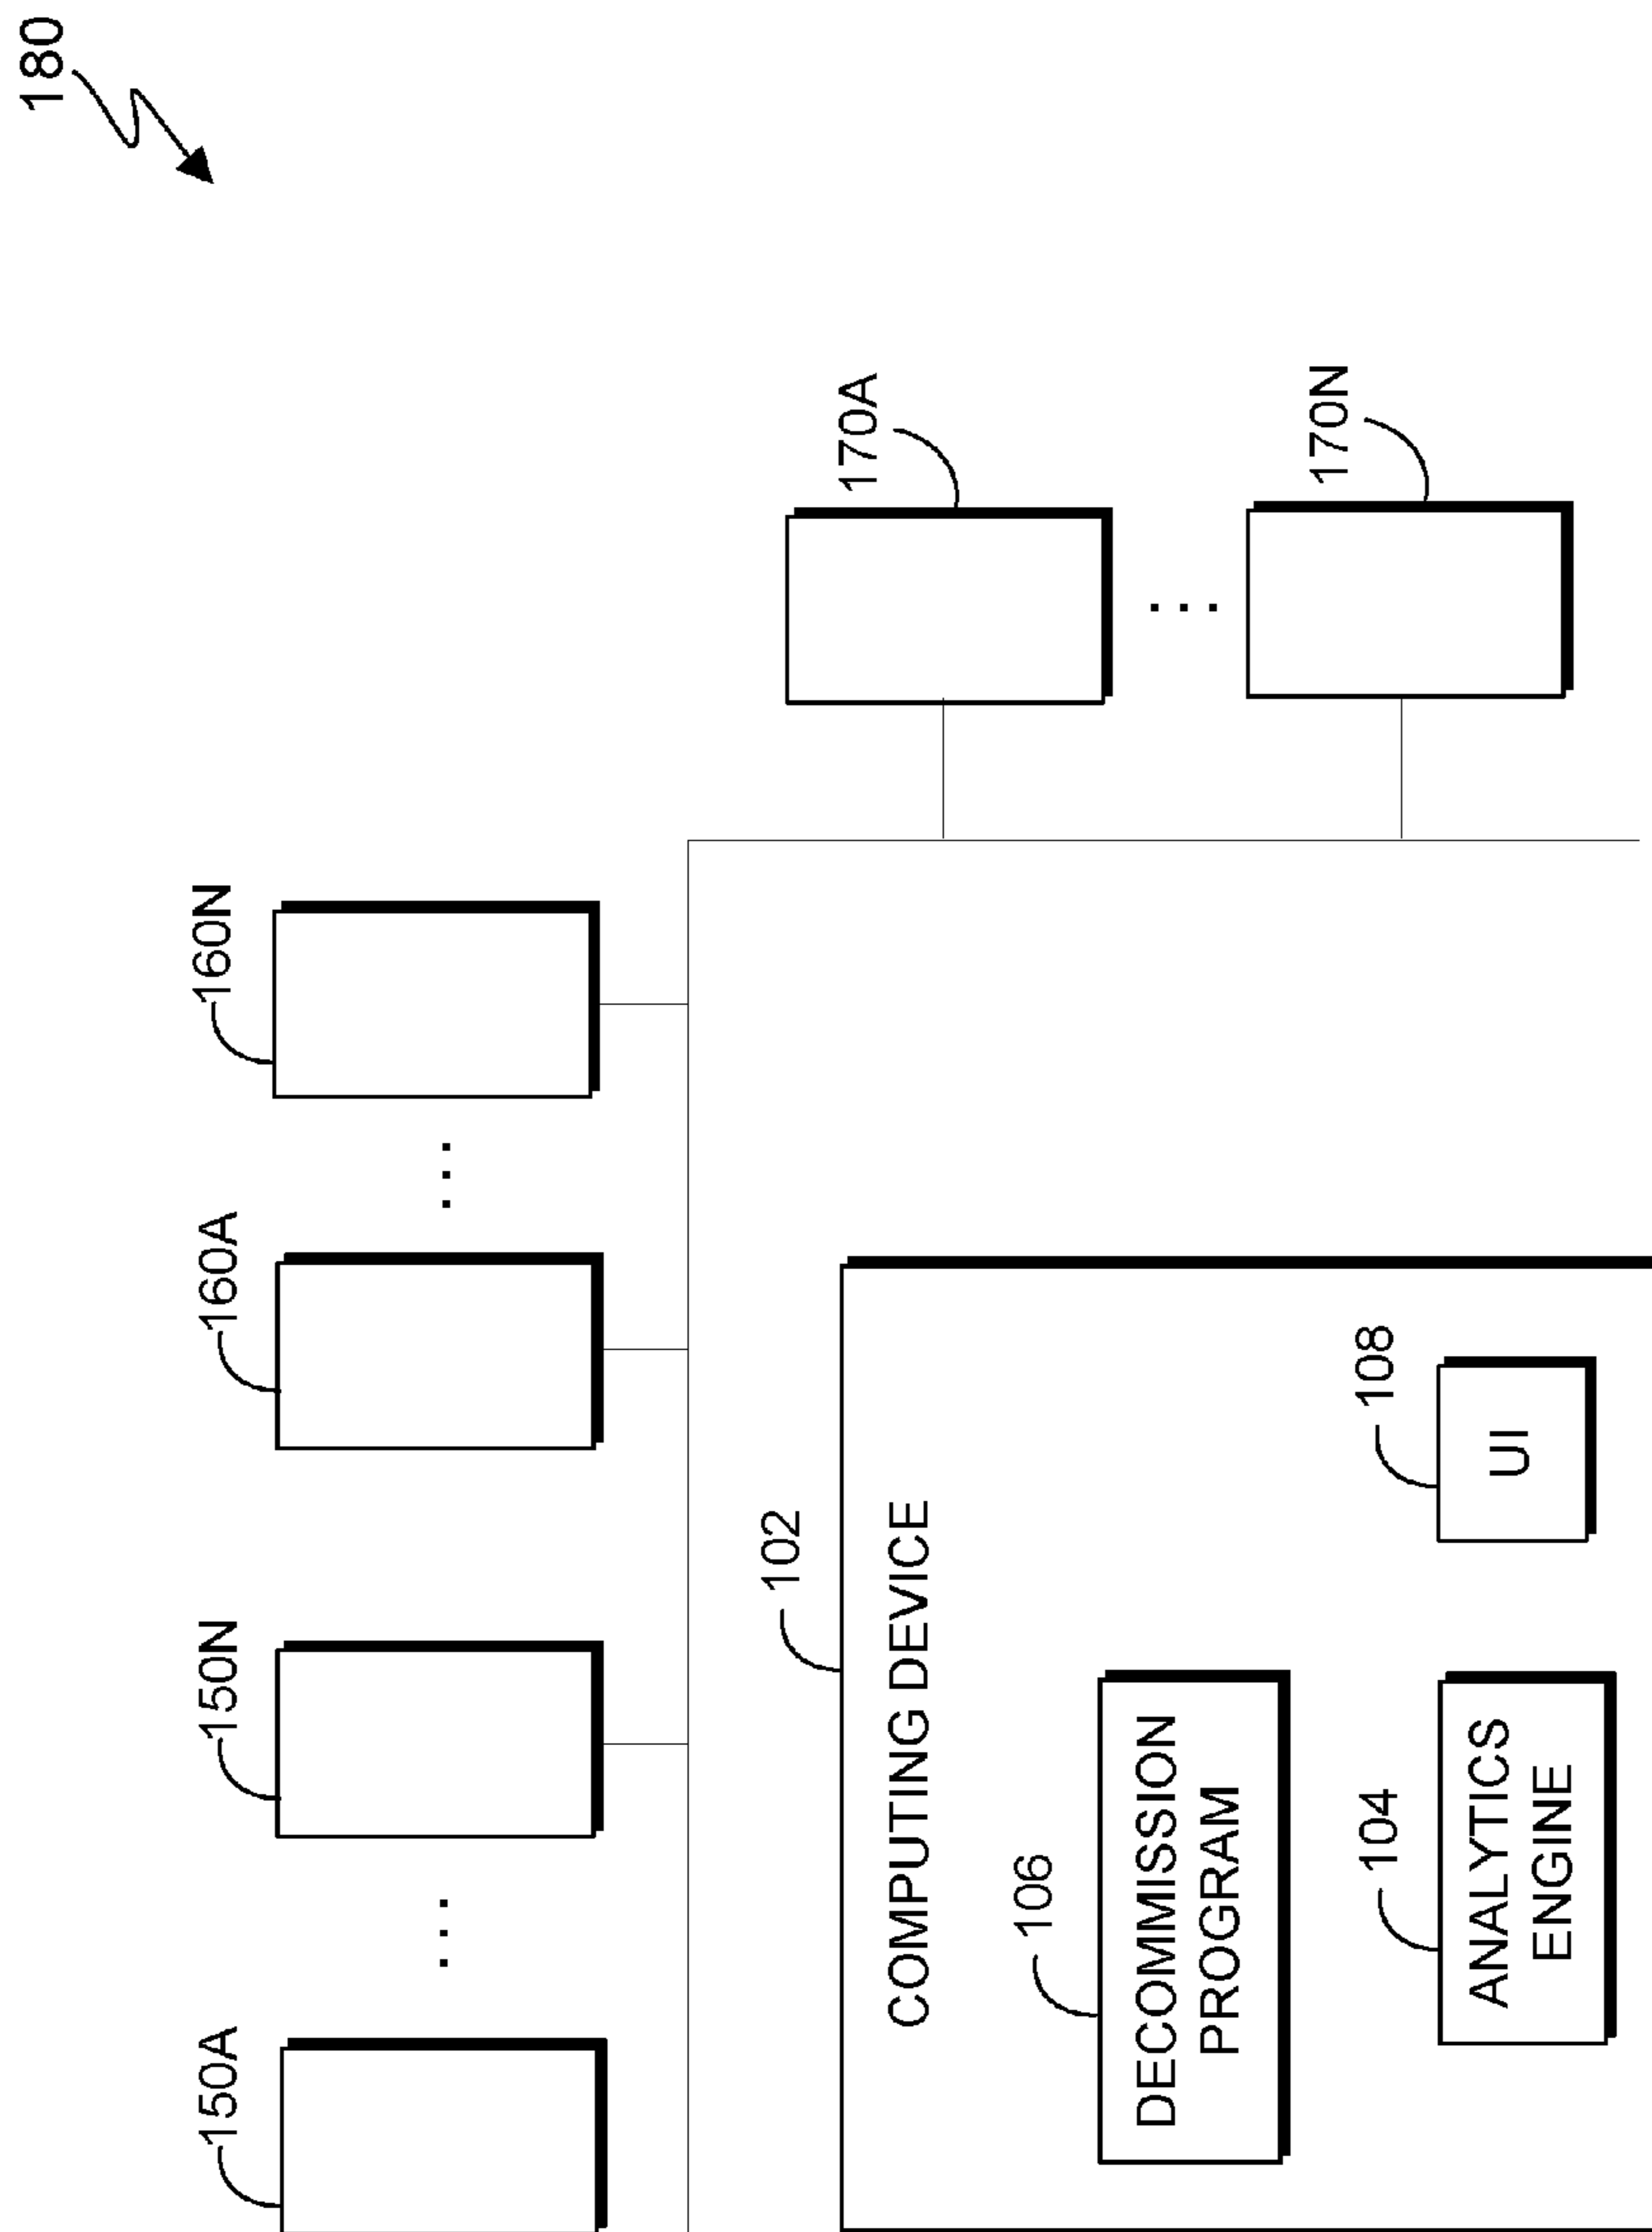 180
150A
150N
160A
160N
170A
170N
102
COMPUTING DEVICE
106
DECOMMISSION
PROGRAM
104
ANALYTICS
ENGINE
108
UI